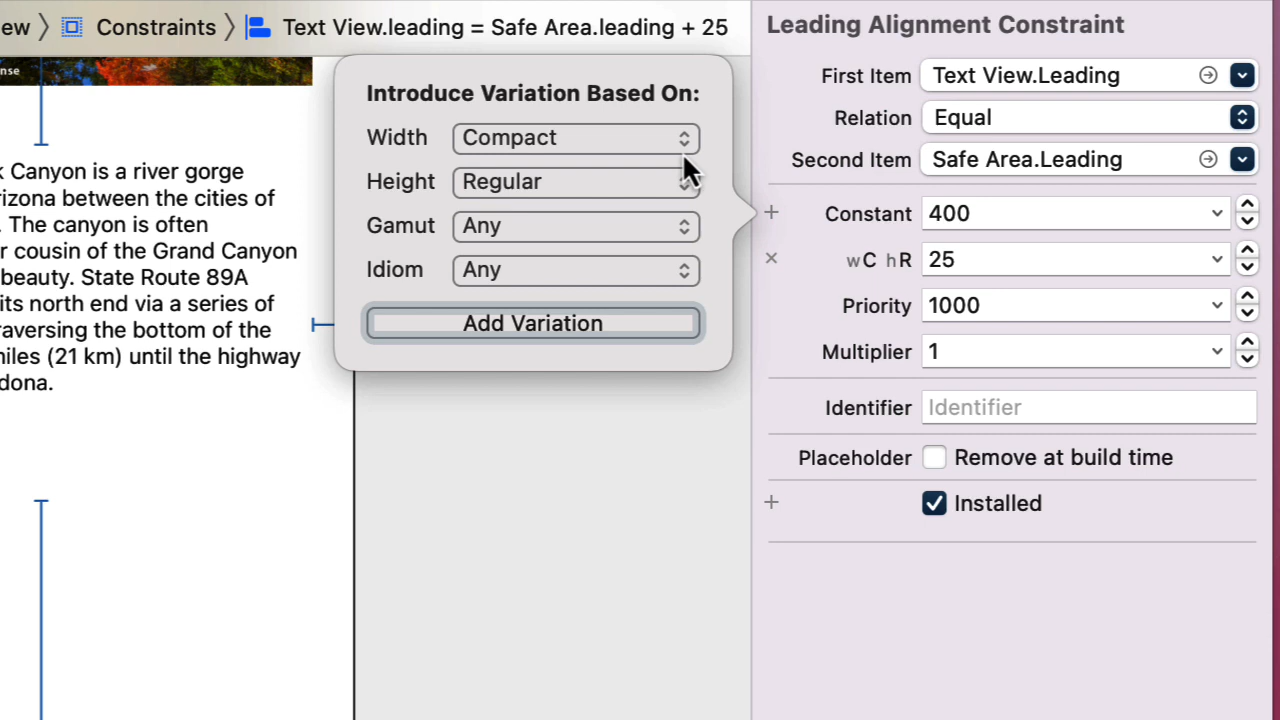 ew 〉 Constraints 〉 Text View.leading = Safe Area.leading + 25
nse
k Canyon is a river gorge
rizona between the cities of
. The canyon is often
r cousin of the Grand Canyon
beauty. State Route 89A
its north end via a series of
raversing the bottom of the
niles (21 km) until the highway
dona.
Introduce Variation Based On:
Width Compact
Height Regular
Gamut Any
Idiom Any
Add Variation
Leading Alignment Constraint
First Item Text View.Leading
Relation Equal
Second Item Safe Area.Leading
+ Constant 400
× wC hR 25
Priority 1000
Multiplier 1
Identifier Identifier
Placeholder Remove at build time
+ Installed